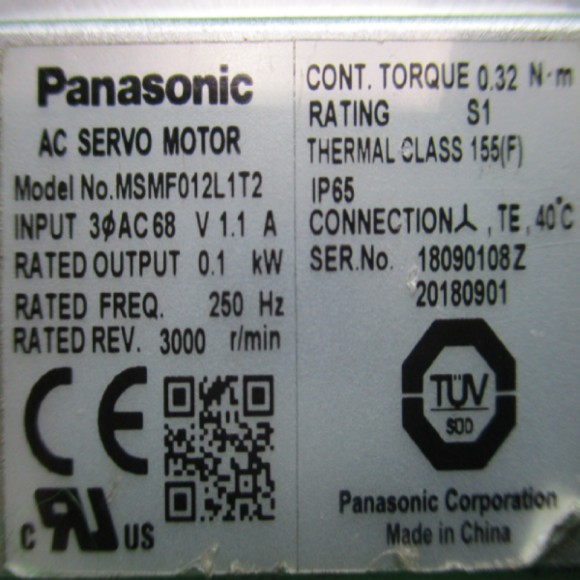 Panasonic
AC SERVO MOTOR
Model No.MSMF012L1T2
INPUT 3ϕAC68 V 1.1 A
RATED OUTPUT 0.1 kW
RATED FREQ. 250 Hz
RATED REV. 3000 r/min
CE
C UR US
CONT. TORQUE 0.32 N·m
RATING S1
THERMAL CLASS 155(F)
IP65
CONNECTION⅄, TE, 40°C
SER.No. 18090108Z
20180901
TÜV
SÜD
Panasonic Corporation
Made in China